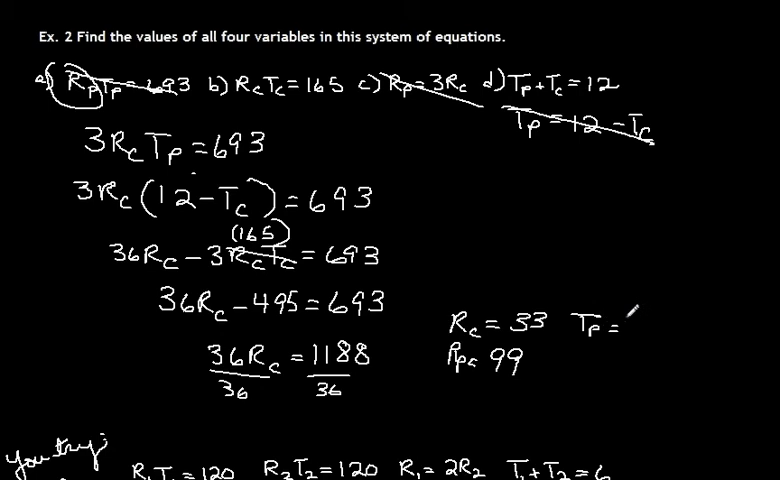 Ex. 2 Find the values of all four variables in this system of equations.
a) RpTp = 693 b) RcTc = 165 c) Rp = 3Rc d) Tp + Tc = 12
Tp = 12 - Tc
3RcTp = 693
3Rc(12 - Tc) = 693
(165)
36Rc - 3RcTc = 693
36Rc - 495 = 693
Rc = 33 Tp =
36Rc = 1188
Rp = 99
36 36
you try:
R1T1 = 120 R2T2 = 120 R1 = 2R2 T1 + T2 = 6